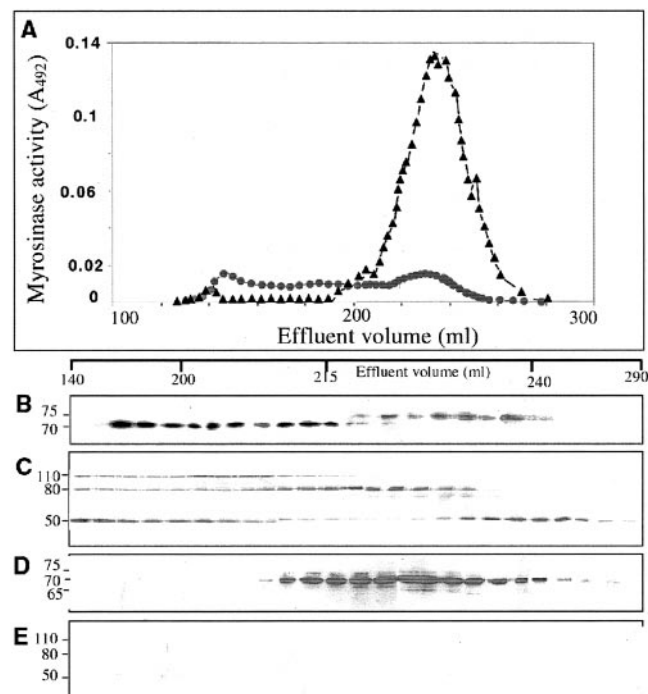 A
Myrosinase activity (A492)
0.14
0.1
0.06
0.02
0
100 200 300
Effluent volume (ml)
140 200 215 Effluent volume (ml) 240 290
B
75
70
C
110
80
50
D
75
70
65
E
110
80
50